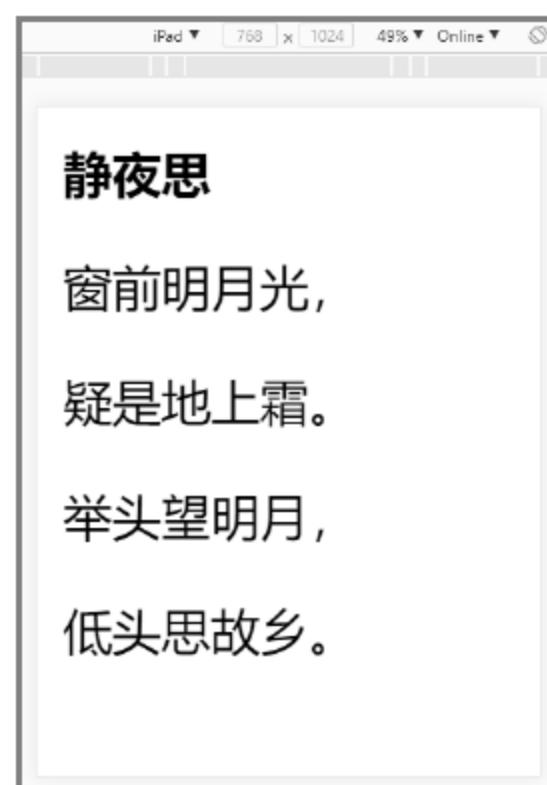 iPad ▼ 768 x 1024 49% ▼ Online ▼
静夜思
窗前明月光，
疑是地上霜。
举头望明月，
低头思故乡。